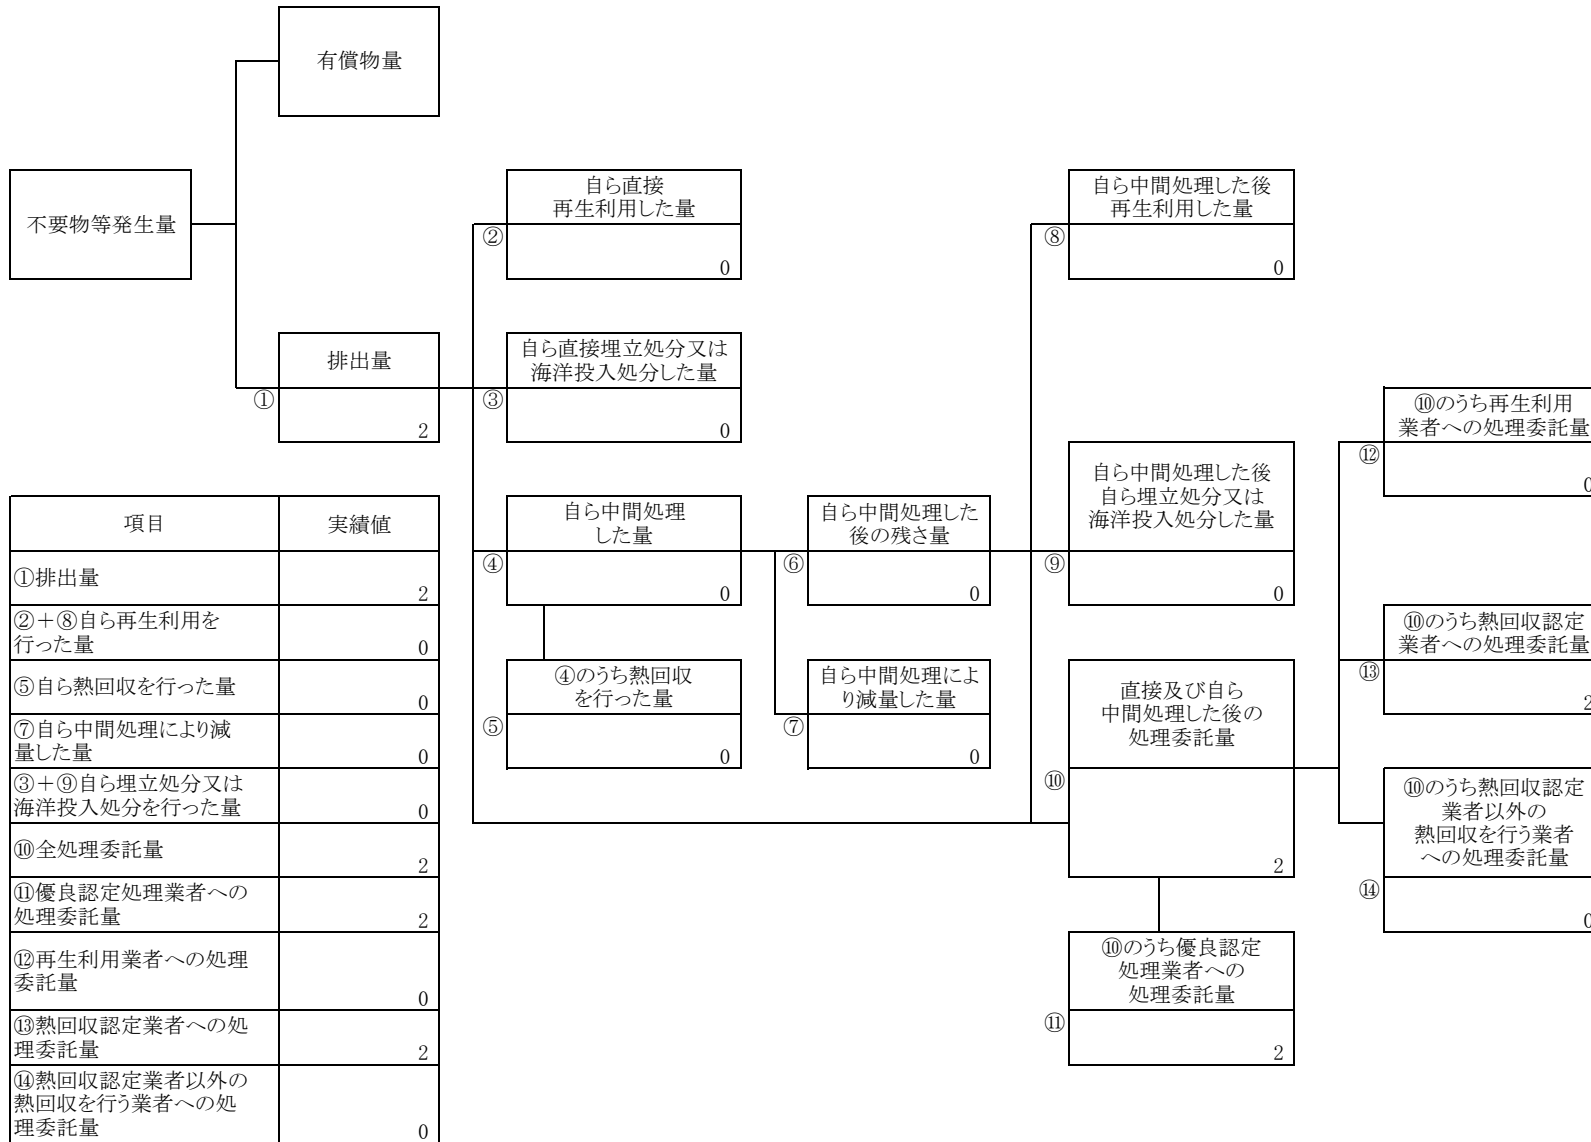 有償物量
不要物等発生量
自ら直接
再生利用した量
②
0
自ら中間処理した後
再生利用した量
⑧
0
排出量
①
2
自ら直接埋立処分又は
海洋投入処分した量
③
0
⑩のうち再生利用
業者への処理委託量
⑫
0
自ら中間処理
した量
④
0
自ら中間処理した
後の残さ量
⑥
0
自ら中間処理した後
自ら埋立処分又は
海洋投入処分した量
⑨
0
④のうち熱回収
を行った量
⑤
0
自ら中間処理によ
り減量した量
⑦
0
直接及び自ら
中間処理した後の
処理委託量
⑩
2
⑩のうち熱回収認定
業者への処理委託量
⑬
2
⑩のうち熱回収認定
業者以外の
熱回収を行う業者
への処理委託量
⑭
0
⑩のうち優良認定
処理業者への
処理委託量
⑪
2
項目 実績値
①排出量 2
②+⑧自ら再生利用を
行った量 0
⑤自ら熱回収を行った量 0
⑦自ら中間処理により減
量した量 0
③+⑨自ら埋立処分又は
海洋投入処分を行った量 0
⑩全処理委託量 2
⑪優良認定処理業者への
処理委託量 2
⑫再生利用業者への処理
委託量 0
⑬熱回収認定業者への処
理委託量 2
⑭熱回収認定業者以外の
熱回収を行う業者への処
理委託量 0